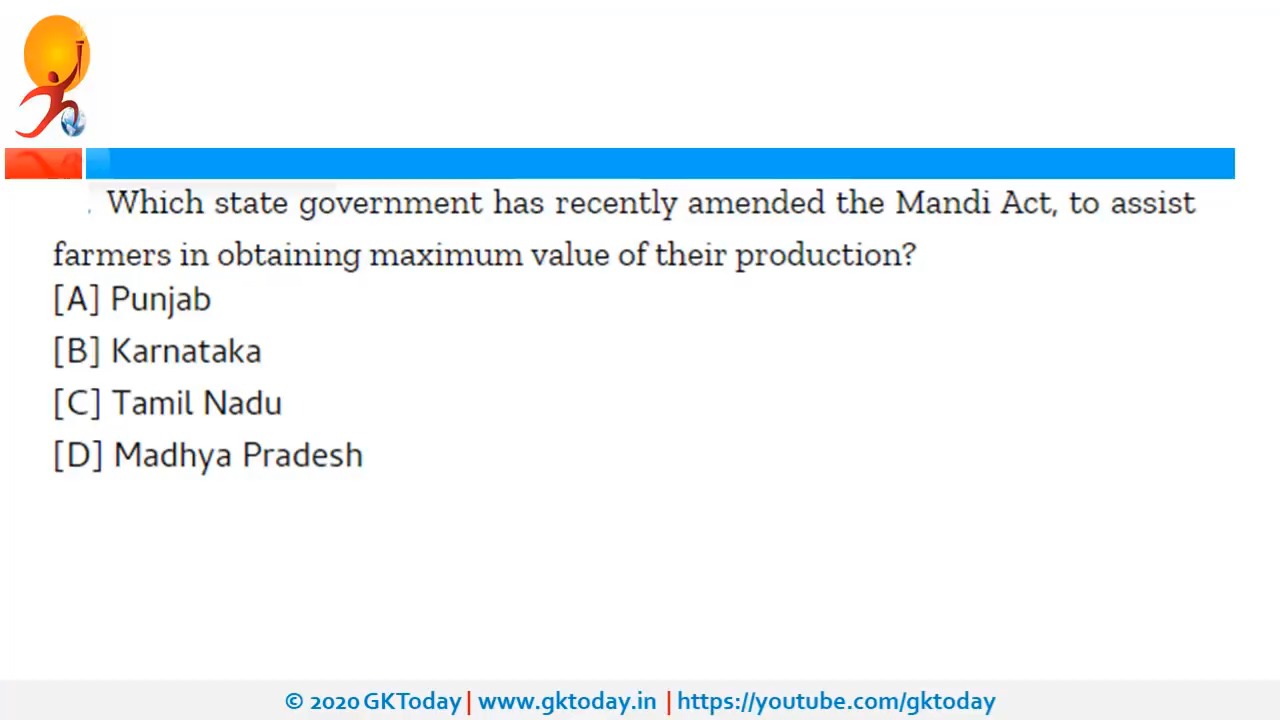 . Which state government has recently amended the Mandi Act, to assist
farmers in obtaining maximum value of their production?
[A] Punjab
[B] Karnataka
[C] Tamil Nadu
[D] Madhya Pradesh
© 2020 GKToday | www.gktoday.in | https://youtube.com/gktoday